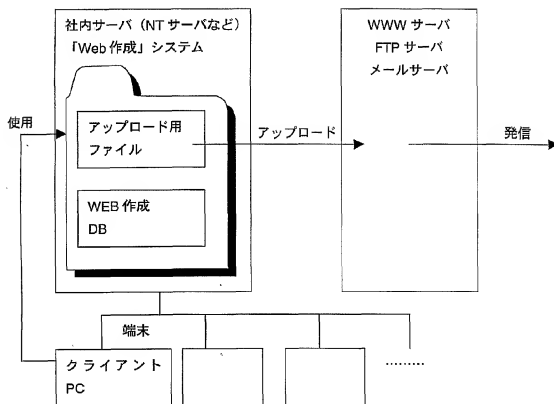 社内サーバ（NTサーバなど）
「Web作成」システム
WWWサーバ
FTPサーバ
メールサーバ
使用
アップロード用
ファイル
アップロード
発信
WEB作成
DB
端末
クライアント
PC
………